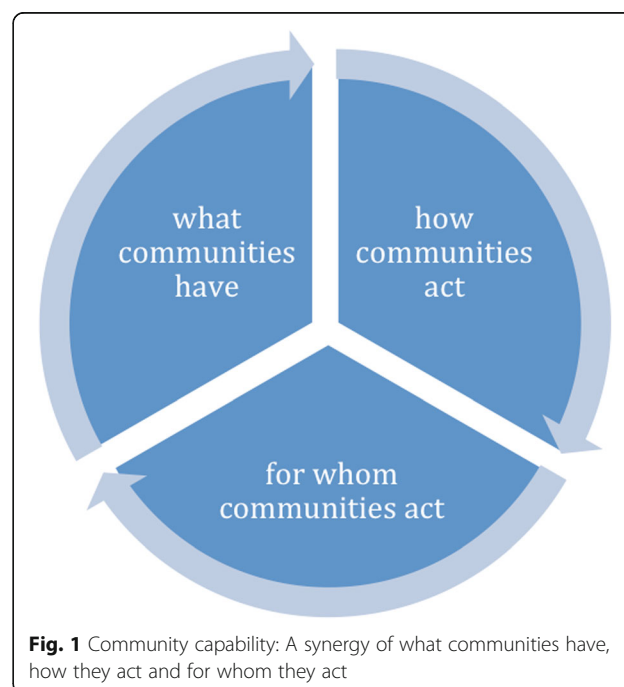 what
communities
have
how
communities
act
for whom
communities act
Fig. 1 Community capability: A synergy of what communities have,
how they act and for whom they act